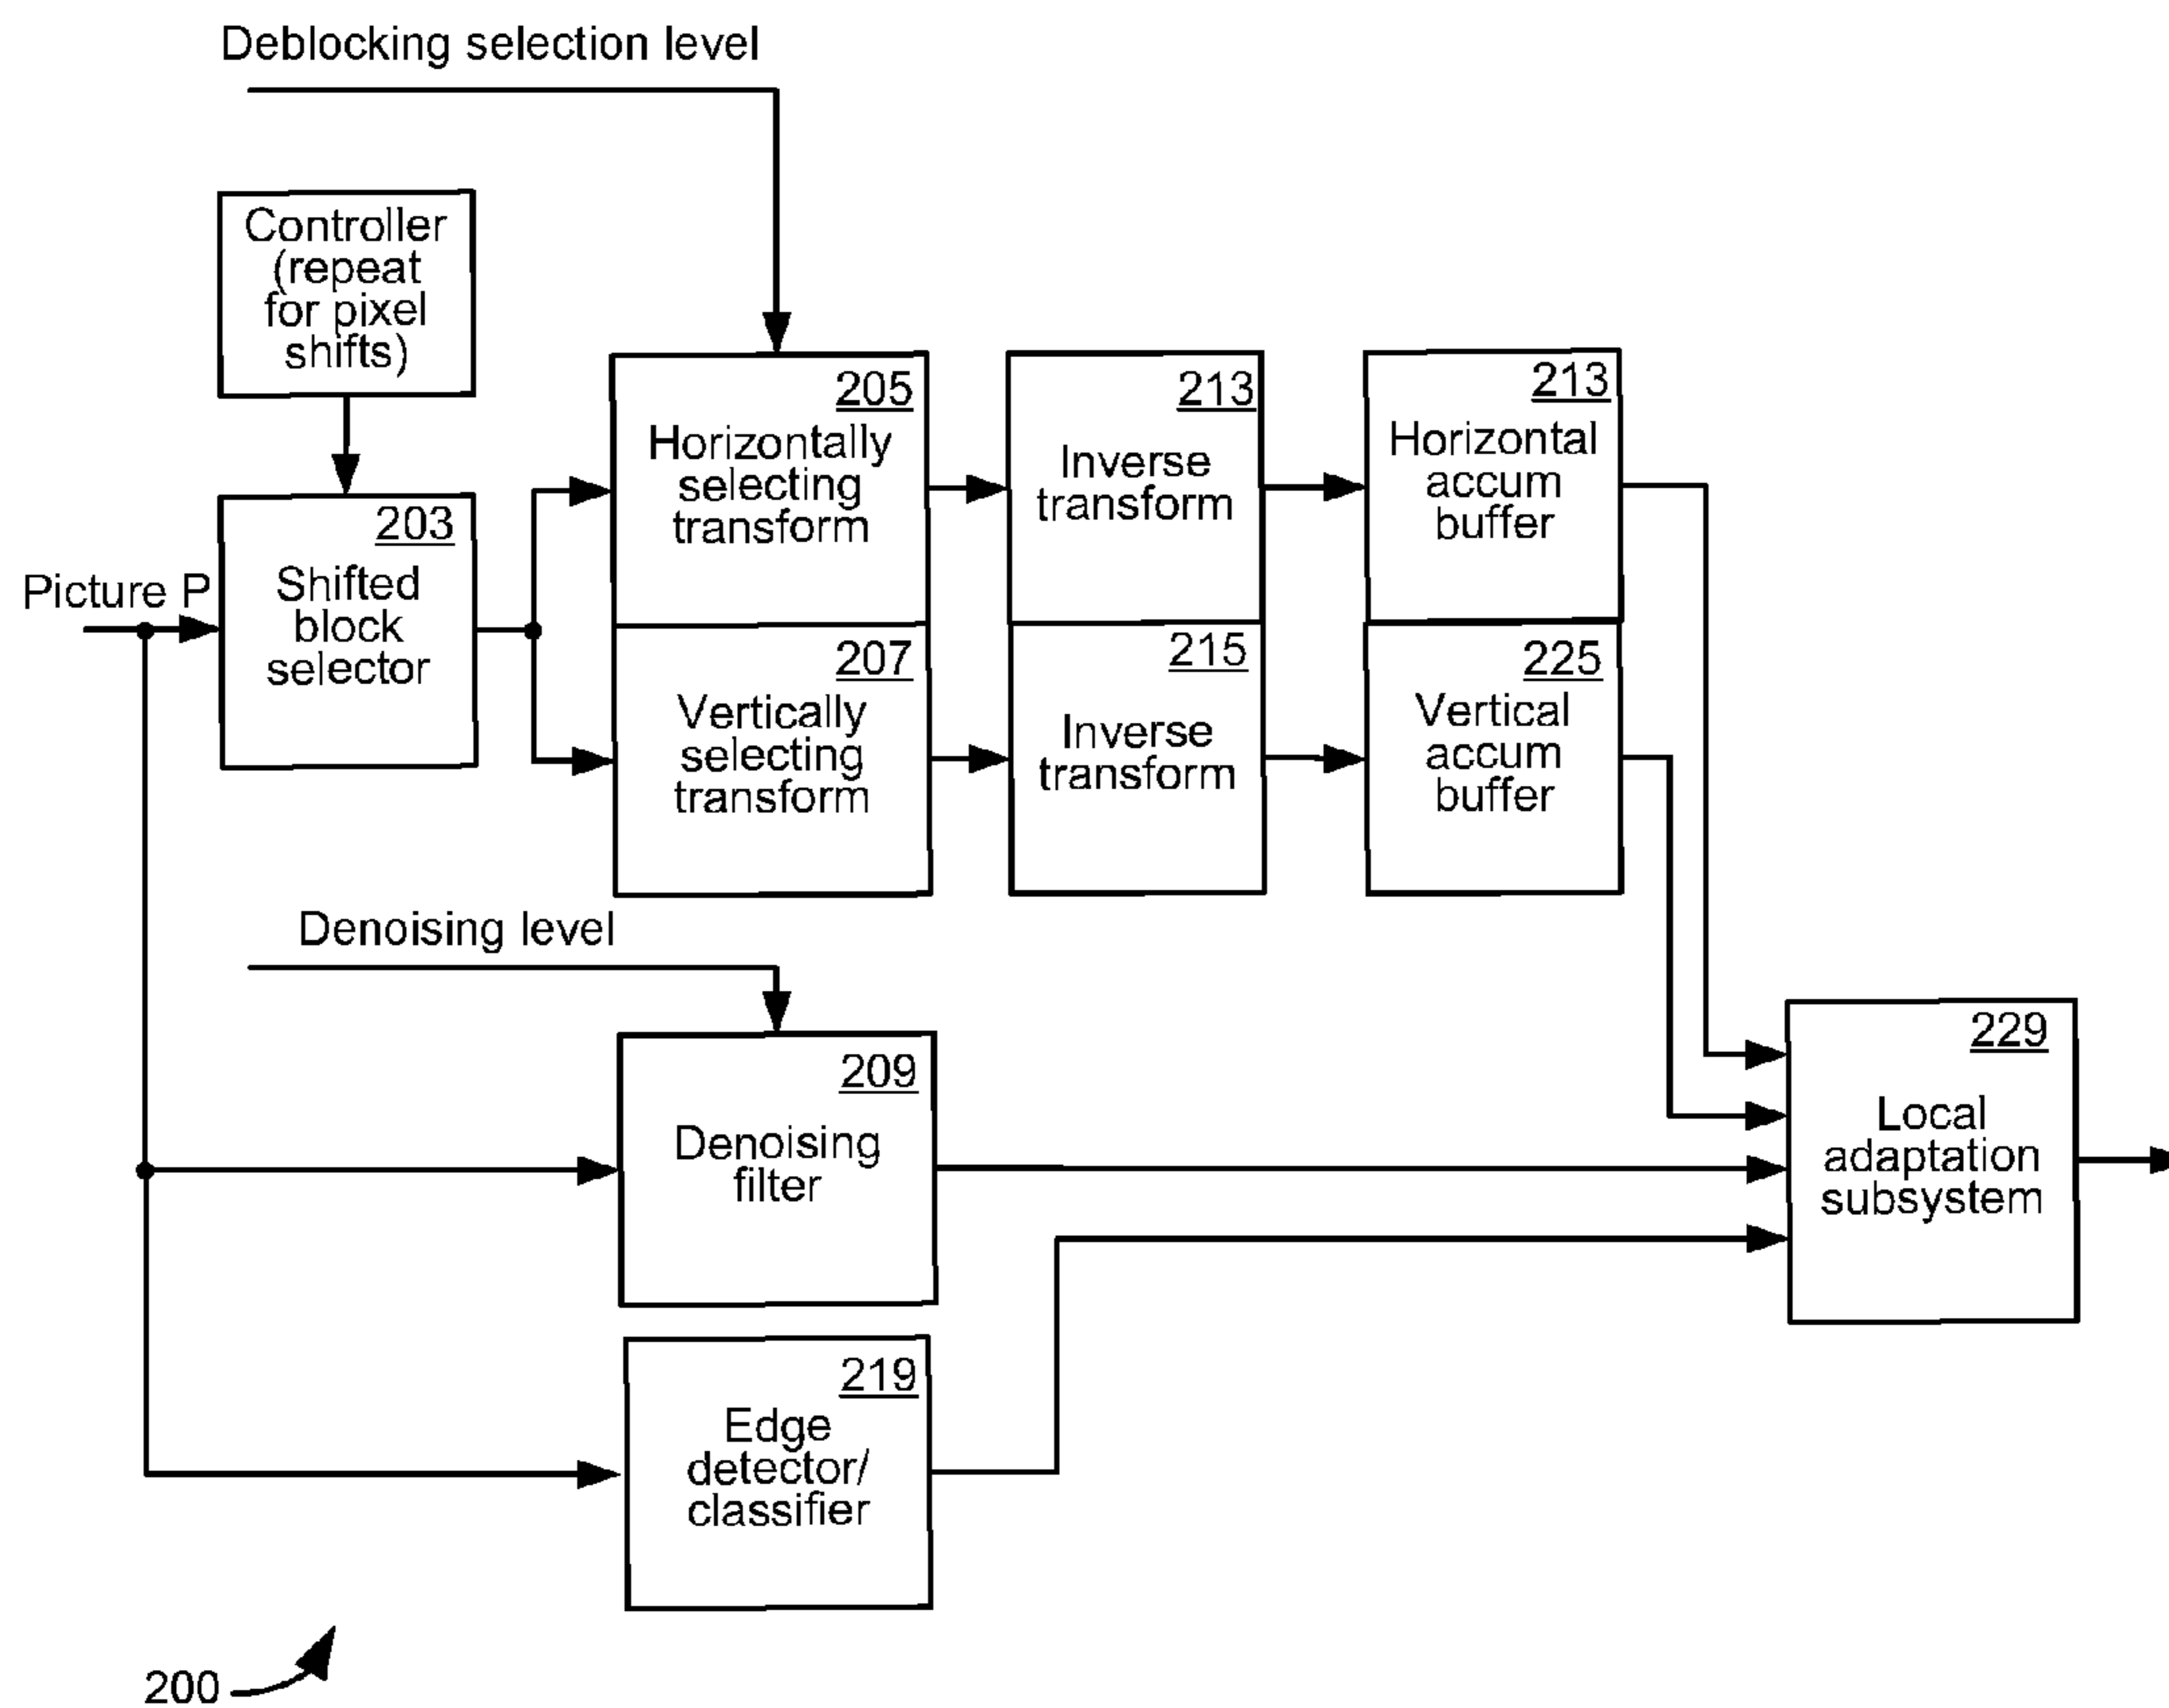 Deblocking selection level
Controller
(repeat
for pixel
shifts)
203
Shifted
block
selector
Picture P
205
Horizontally
selecting
transform
207
Vertically
selecting
transform
213
Inverse
transform
215
Inverse
transform
213
Horizontal
accum
buffer
225
Vertical
accum
buffer
Denoising level
209
Denoising
filter
219
Edge
detector/
classifier
229
Local
adaptation
subsystem
200